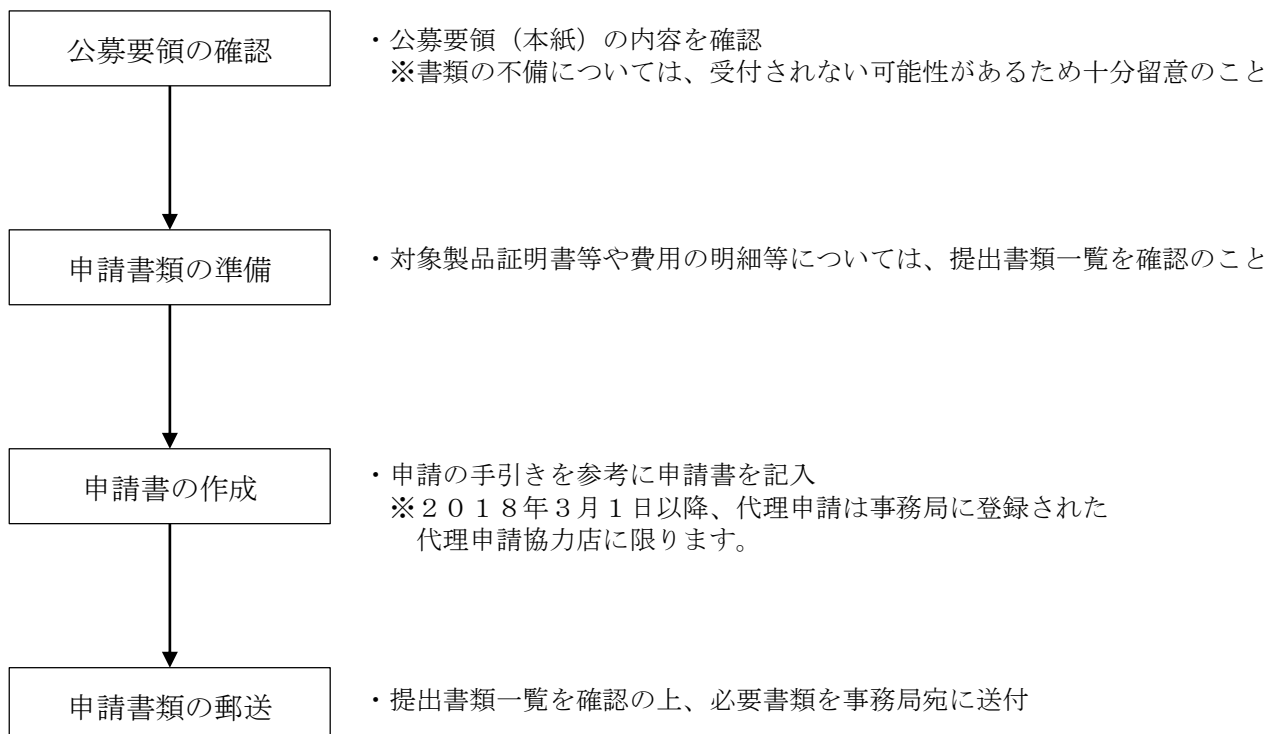 公募要領の確認
・公募要領（本紙）の内容を確認
※書類の不備については、受付されない可能性があるため十分留意のこと
申請書類の準備
・対象製品証明書等や費用の明細等については、提出書類一覧を確認のこと
申請書の作成
・申請の手引きを参考に申請書を記入
※２０１８年３月１日以降、代理申請は事務局に登録された
代理申請協力店に限ります。
申請書類の郵送
・提出書類一覧を確認の上、必要書類を事務局宛に送付